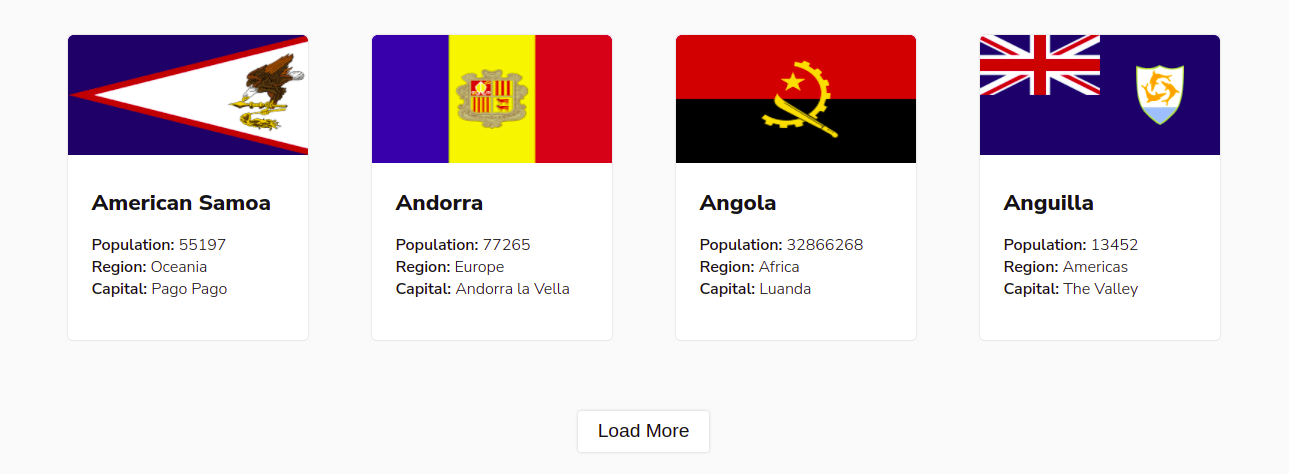 American Samoa
Population: 55197
Region: Oceania
Capital: Pago Pago
Andorra
Population: 77265
Region: Europe
Capital: Andorra la Vella
Angola
Population: 32866268
Region: Africa
Capital: Luanda
Anguilla
Population: 13452
Region: Americas
Capital: The Valley
Load More